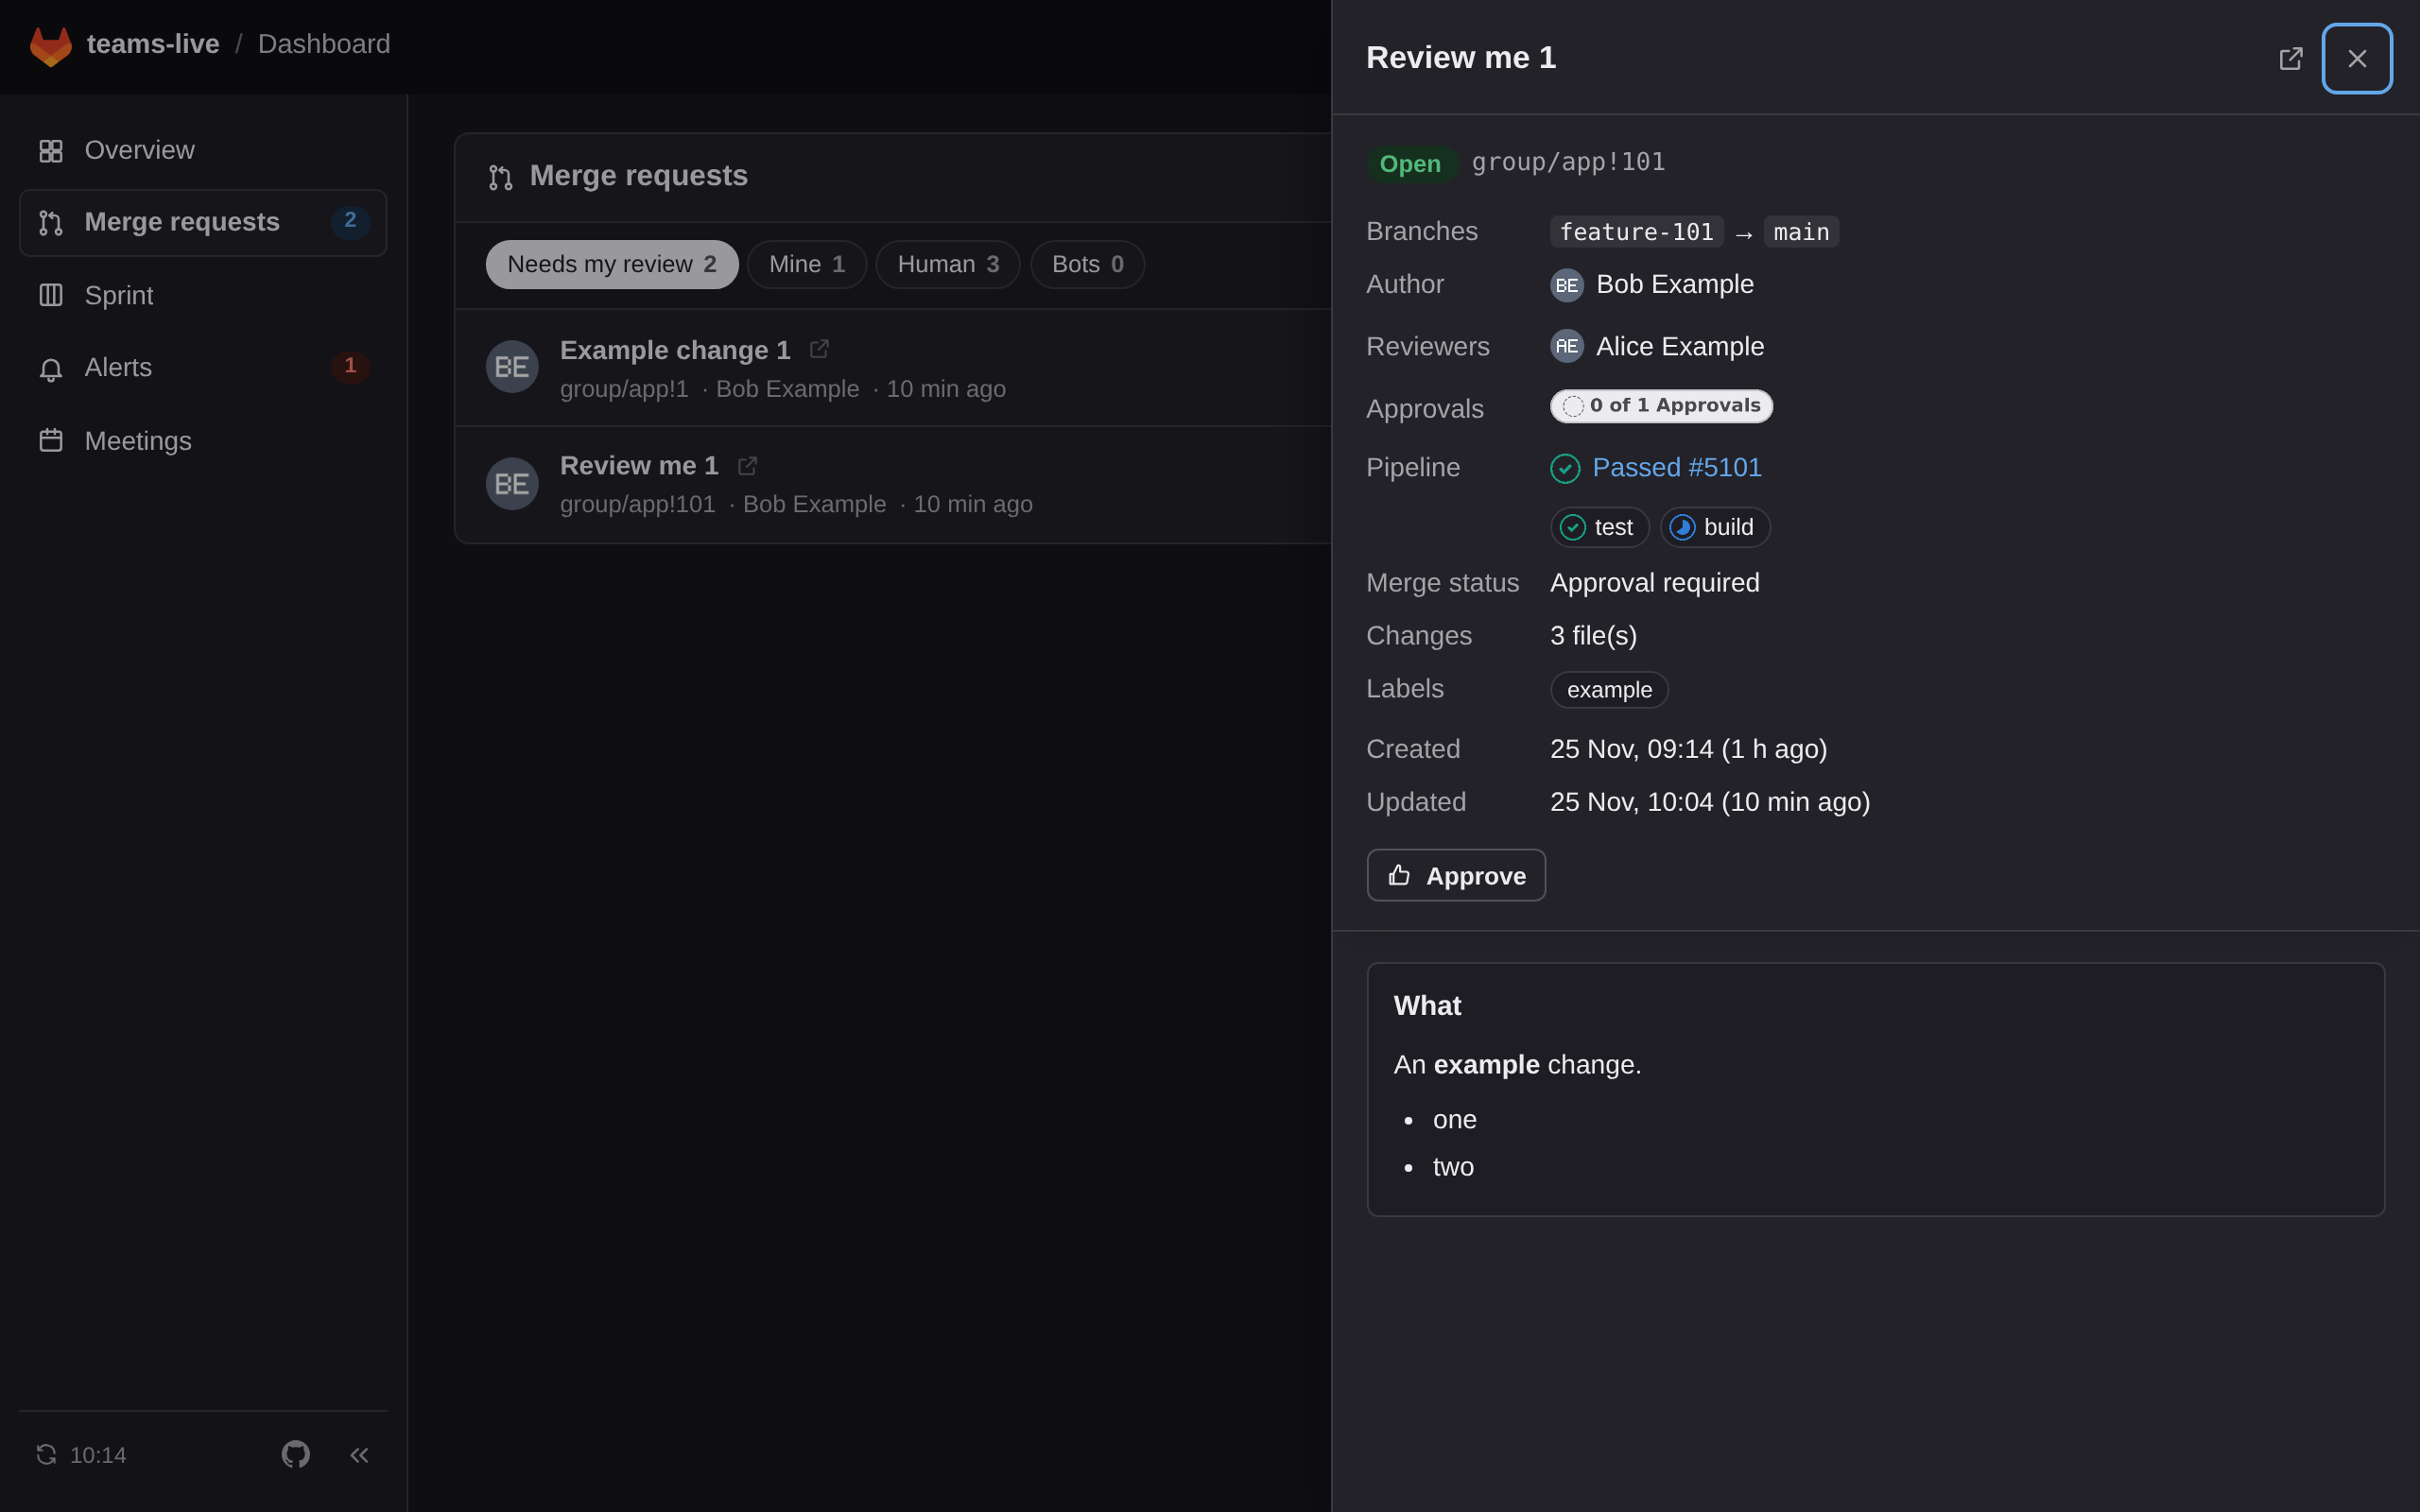 teams-live / Dashboard
Overview
Merge requests 2
Sprint
Alerts 1
Meetings
10:14
Merge requests
Needs my review 2 Mine 1 Human 3 Bots 0
BE Example change 1
group/app!1 · Bob Example · 10 min ago
BE Review me 1
group/app!101 · Bob Example · 10 min ago
Review me 1
Open group/app!101
Branches feature-101 → main
Author BE Bob Example
Reviewers AE Alice Example
Approvals 0 of 1 Approvals
Pipeline Passed #5101
test build
Merge status Approval required
Changes 3 file(s)
Labels example
Created 25 Nov, 09:14 (1 h ago)
Updated 25 Nov, 10:04 (10 min ago)
Approve
What
An example change.
• one
• two